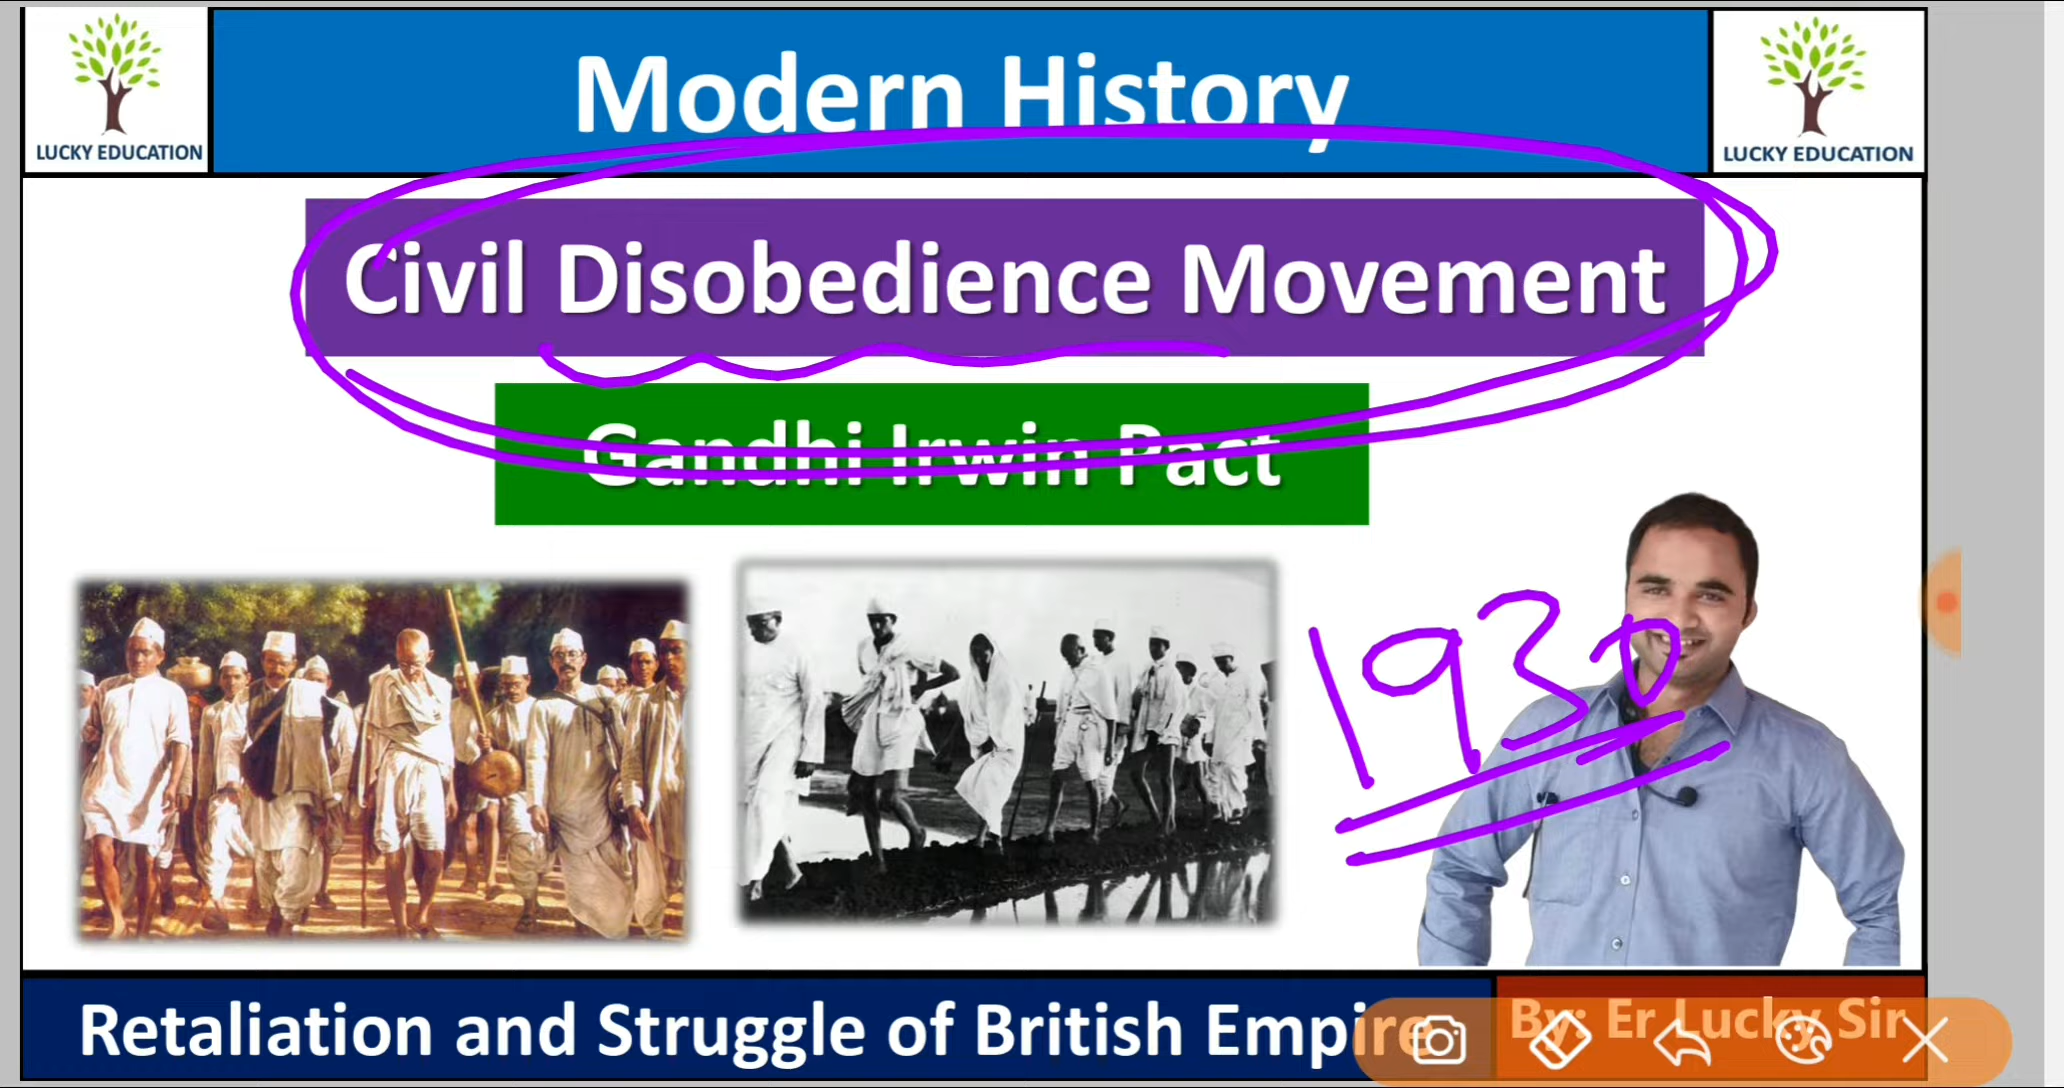 Modern History
LUCKY EDUCATION
LUCKY EDUCATION
Civil Disobedience Movement
Gandhi Irwin Pact
1930
Retaliation and Struggle of British Empire
By: Er Lucky Sir